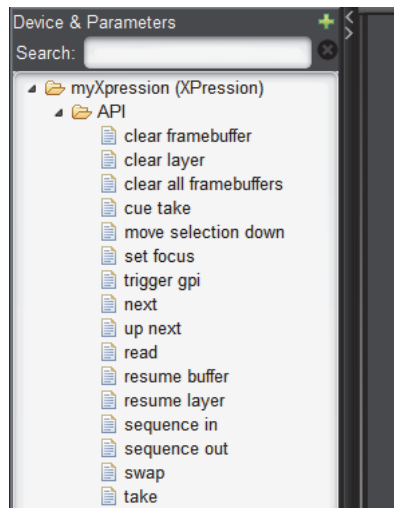 Device & Parameters
Search:
myXpression (XPression)
API
clear framebuffer
clear layer
clear all framebuffers
cue take
move selection down
set focus
trigger gpi
next
up next
read
resume buffer
resume layer
sequence in
sequence out
swap
take